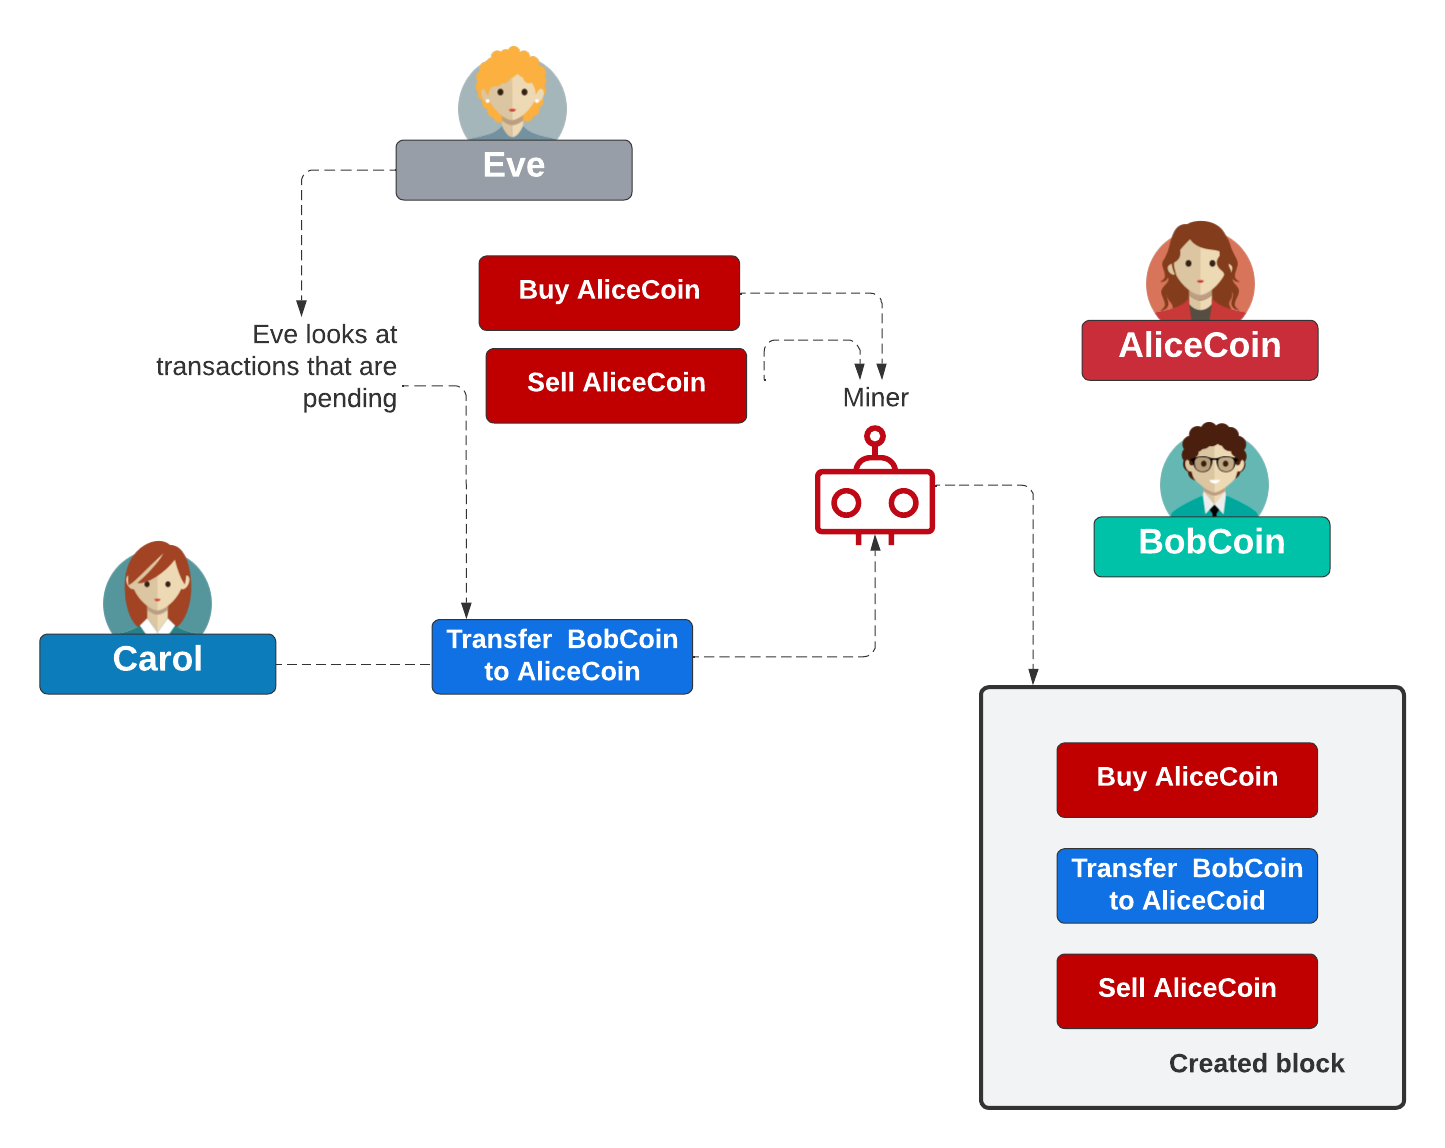 Eve
Buy AliceCoin
Eve looks at
transactions that are
pending
Sell AliceCoin
Miner
AliceCoin
BobCoin
Carol
Transfer  BobCoin
to AliceCoin
Buy AliceCoin
Transfer  BobCoin
to AliceCoid
Sell AliceCoin
Created block